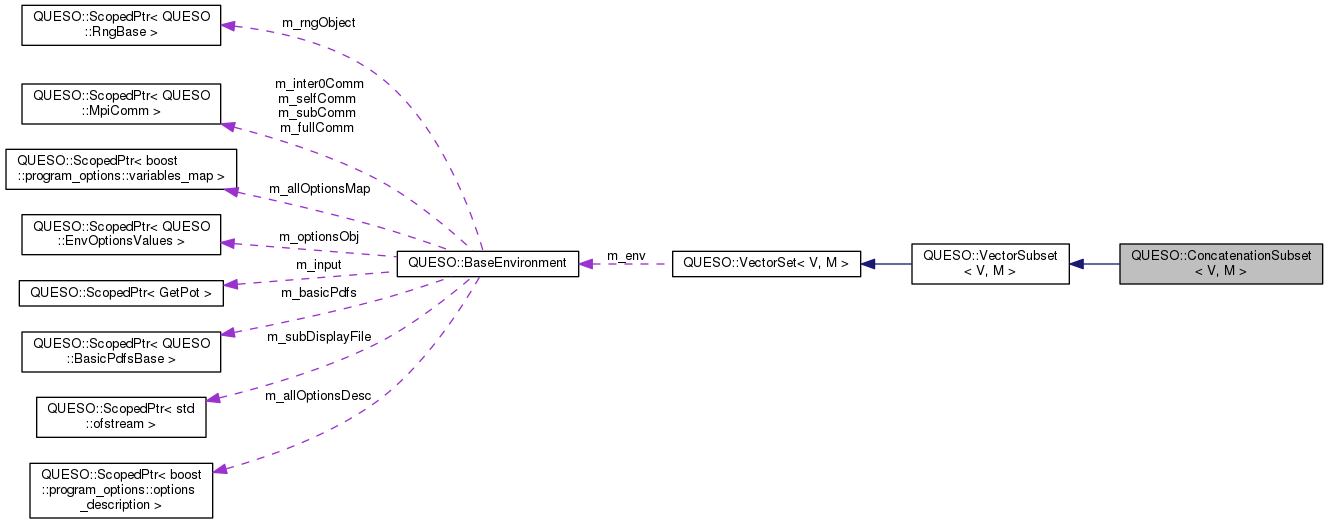 QUESO::ScopedPtr< QUESO
::RngBase >
m_rngObject
QUESO::ScopedPtr< QUESO
::MpiComm >
m_inter0Comm
m_selfComm
m_subComm
m_fullComm
QUESO::ScopedPtr< boost
::program_options::variables_map >
m_allOptionsMap
QUESO::ScopedPtr< QUESO
::EnvOptionsValues >
m_optionsObj
QUESO::ScopedPtr< GetPot >
m_input
QUESO::ScopedPtr< QUESO
::BasicPdfsBase >
m_basicPdfs
QUESO::ScopedPtr< std
::ofstream >
m_subDisplayFile
QUESO::ScopedPtr< boost
::program_options::options
_description >
m_allOptionsDesc
QUESO::BaseEnvironment
m_env
QUESO::VectorSet< V, M >
QUESO::VectorSubset
< V, M >
QUESO::ConcatenationSubset
< V, M >